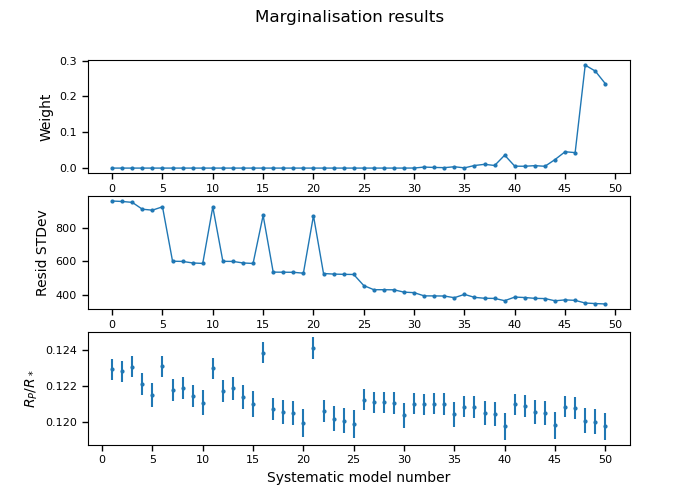 Marginalisation results
0.3
0.2
0.1
0.0
Weight
0 5 10 15 20 25 30 35 40 45 50
800
600
400
Resid STDev
0 5 10 15 20 25 30 35 40 45 50
0.124
0.122
0.120
R_P/R_*
0 5 10 15 20 25 30 35 40 45 50
Systematic model number